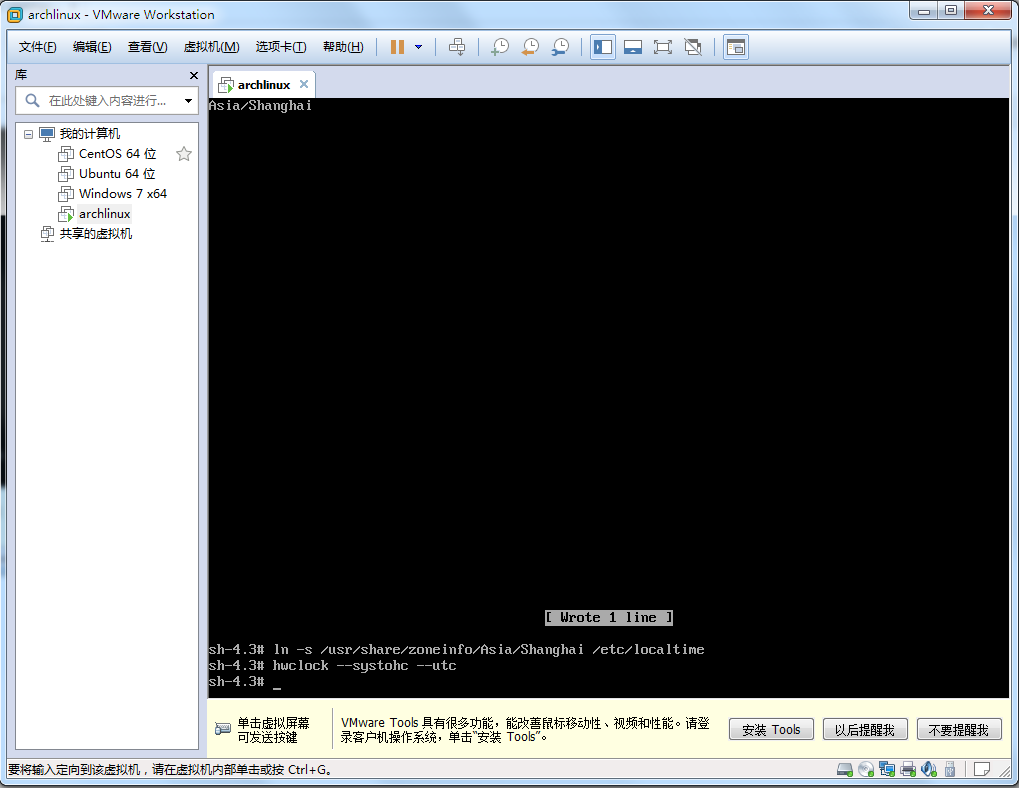 archlinux - VMware Workstation
文件(F) 编辑(E) 查看(V) 虚拟机(M) 选项卡(T) 帮助(H)
库
在此处键入内容进行...
我的计算机
CentOS 64 位
Ubuntu 64 位
Windows 7 x64
archlinux
共享的虚拟机
archlinux
Asia/Shanghai
[ Wrote 1 line ]
sh-4.3# ln -s /usr/share/zoneinfo/Asia/Shanghai /etc/localtime
sh-4.3# hwclock --systohc --utc
sh-4.3# _
单击虚拟屏幕
可发送按键
VMware Tools 具有很多功能，能改善鼠标移动性、视频和性能。请登
录客户机操作系统，单击“安装 Tools”。
安装 Tools 以后提醒我 不要提醒我
要将输入定向到该虚拟机，请在虚拟机内部单击或按 Ctrl+G。